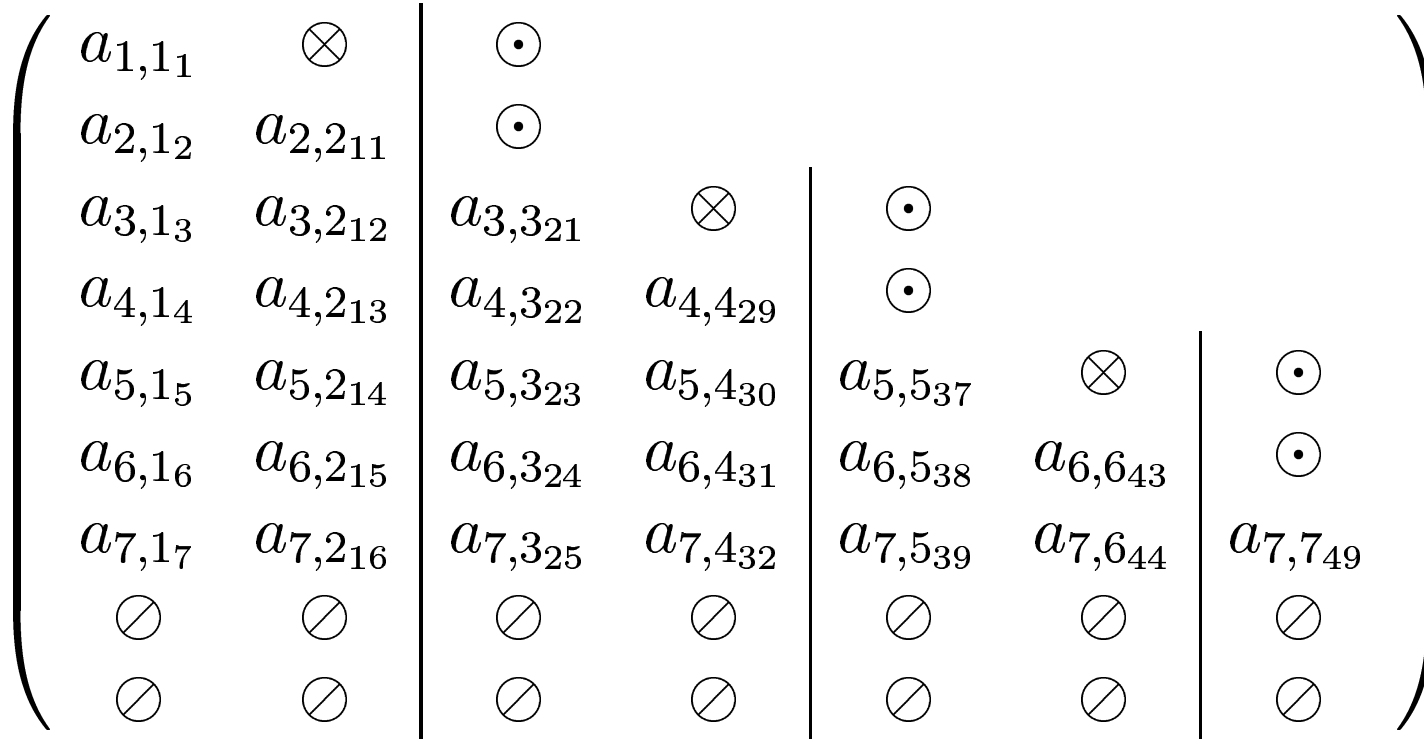 a_{1,1_1} ⊗ ⊙
a_{2,1_2} a_{2,2_{11}} ⊙
a_{3,1_3} a_{3,2_{12}} a_{3,3_{21}} ⊗ ⊙
a_{4,1_4} a_{4,2_{13}} a_{4,3_{22}} a_{4,4_{29}} ⊙
a_{5,1_5} a_{5,2_{14}} a_{5,3_{23}} a_{5,4_{30}} a_{5,5_{37}} ⊗ ⊙
a_{6,1_6} a_{6,2_{15}} a_{6,3_{24}} a_{6,4_{31}} a_{6,5_{38}} a_{6,6_{43}} ⊙
a_{7,1_7} a_{7,2_{16}} a_{7,3_{25}} a_{7,4_{32}} a_{7,5_{39}} a_{7,6_{44}} a_{7,7_{49}}
⊘ ⊘ ⊘ ⊘ ⊘ ⊘ ⊘
⊘ ⊘ ⊘ ⊘ ⊘ ⊘ ⊘